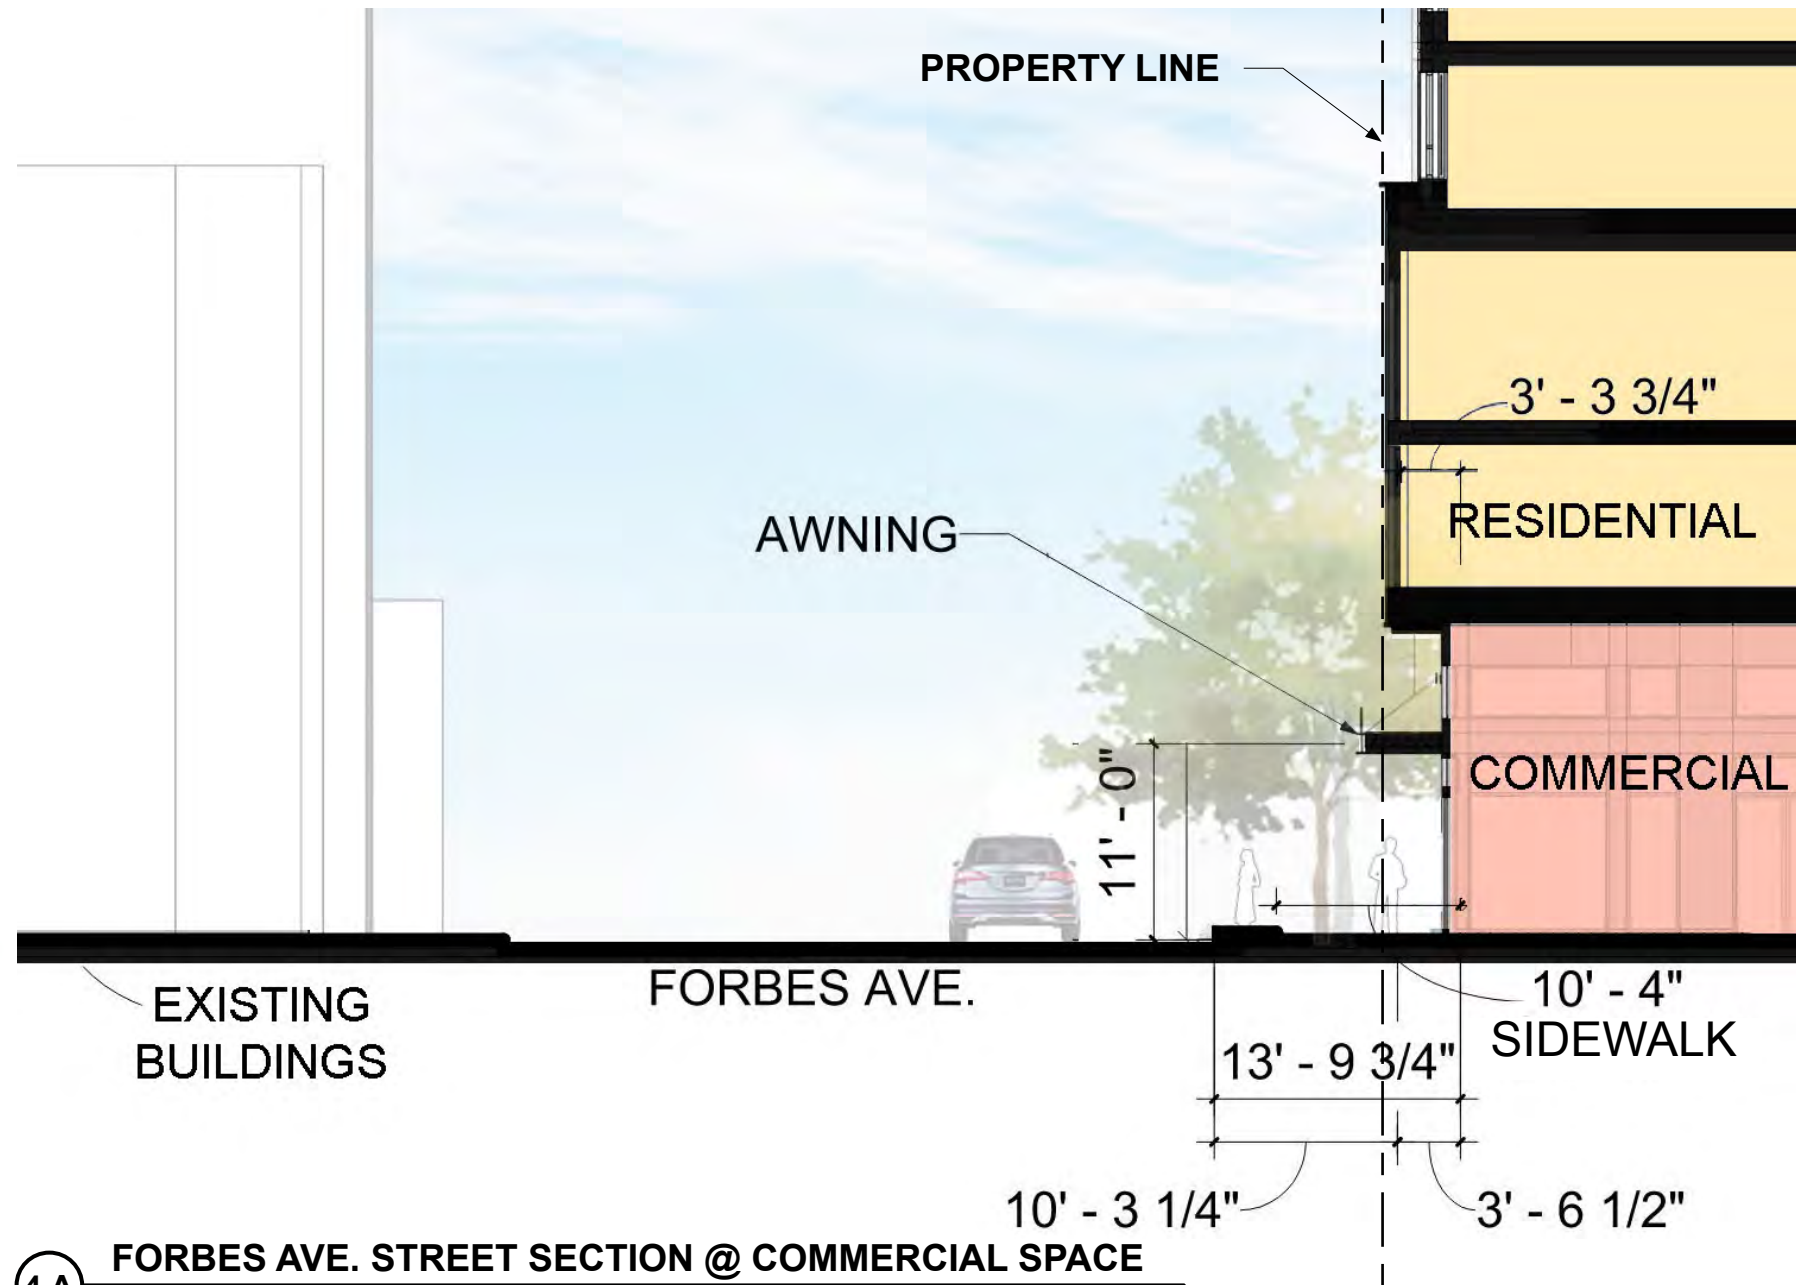 PROPERTY LINE
3' - 3 3/4"
AWNING
RESIDENTIAL
11' - 0"
COMMERCIAL
FORBES AVE.
EXISTING
BUILDINGS
10' - 4"
SIDEWALK
13' - 9 3/4"
10' - 3 1/4"
3' - 6 1/2"
FORBES AVE. STREET SECTION @ COMMERCIAL SPACE